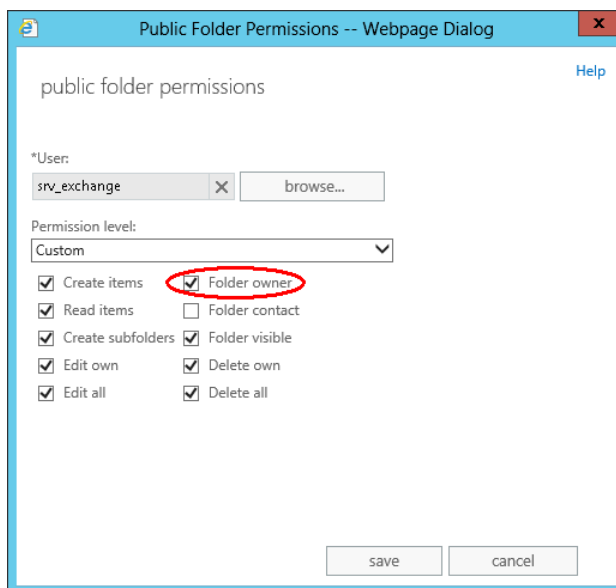 Public Folder Permissions -- Webpage Dialog
x
Help
public folder permissions
*User:
srv_exchange
browse...
Permission level:
Custom
Create items
Folder owner
Read items
Folder contact
Create subfolders
Folder visible
Edit own
Delete own
Edit all
Delete all
save
cancel